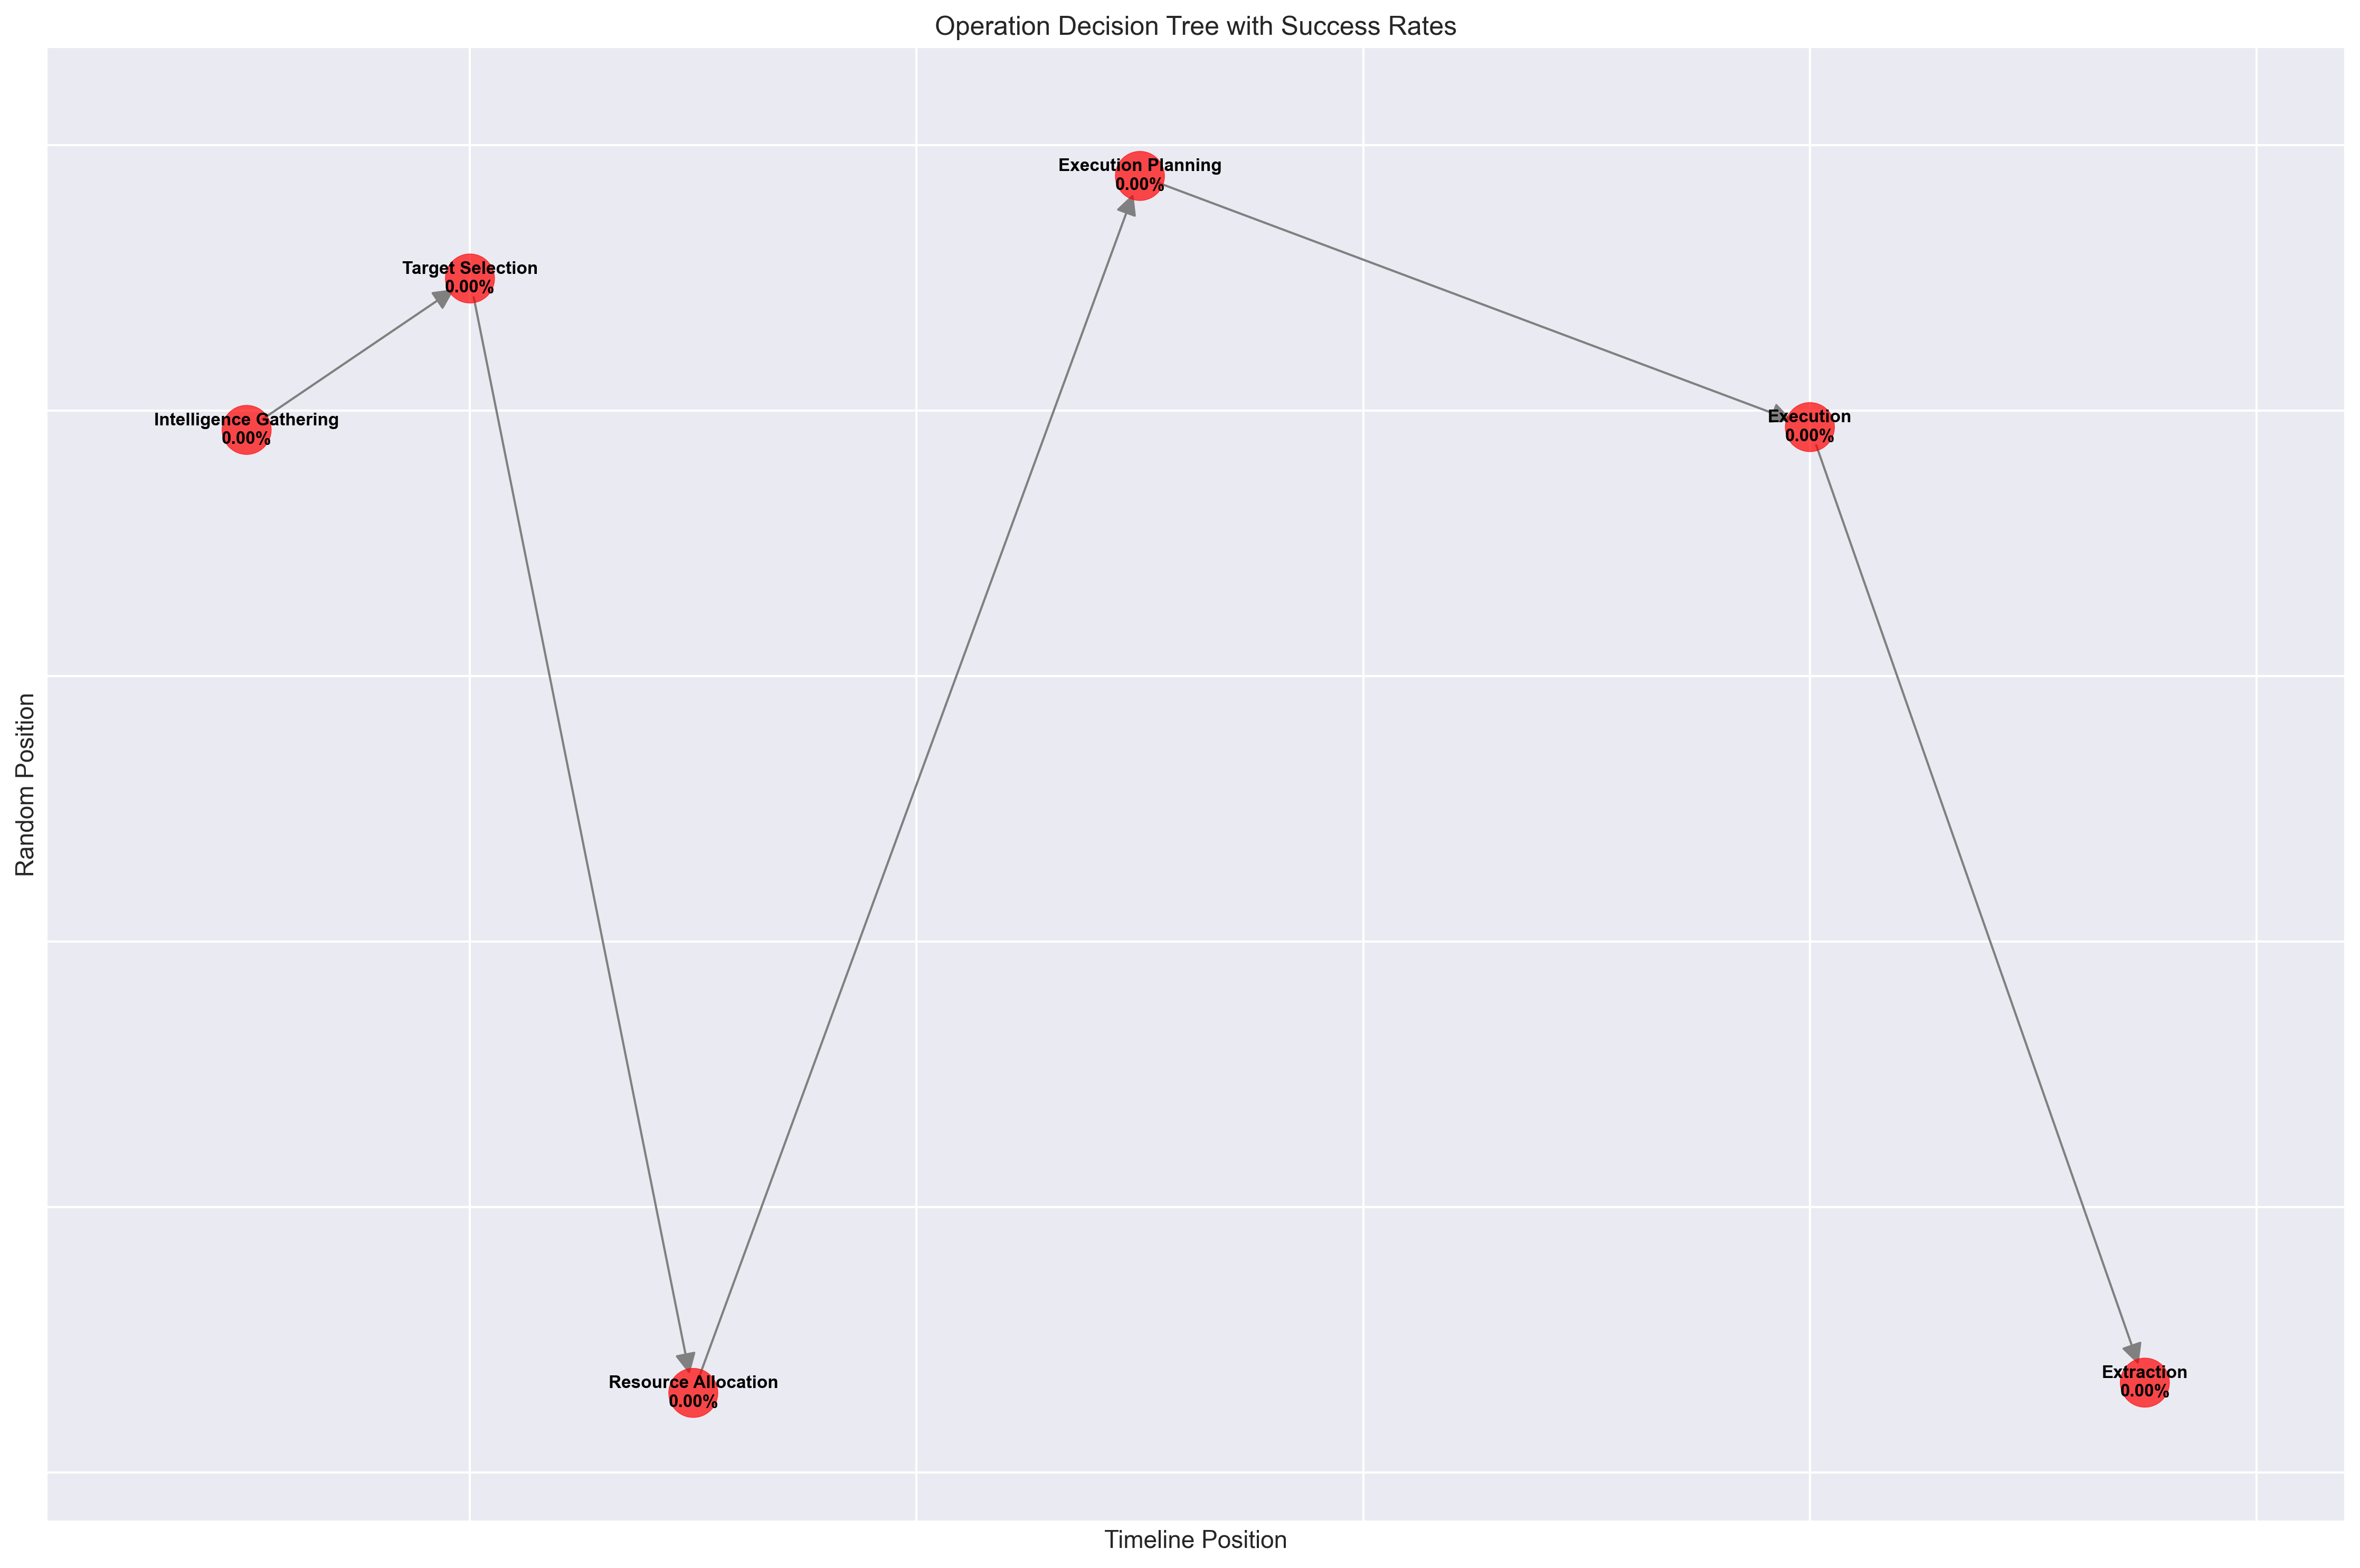 Operation Decision Tree with Success Rates
Execution Planning
0.00%
Target Selection
0.00%
Intelligence Gathering
0.00%
Execution
0.00%
Random Position
Resource Allocation
0.00%
Extraction
0.00%
Timeline Position